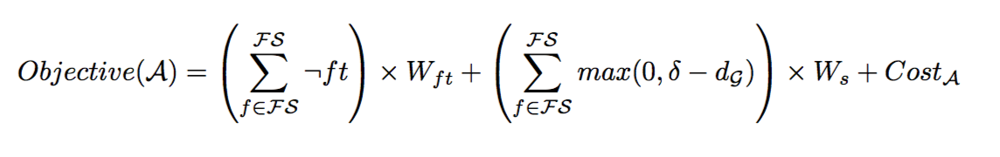 Objective(𝒜) = (∑_{f∈ℱ𝒮}^{ℱ𝒮} ¬ft) × W_{ft} + (∑_{f∈ℱ𝒮}^{ℱ𝒮} max(0, δ − d_𝒢)) × W_s + Cost_𝒜